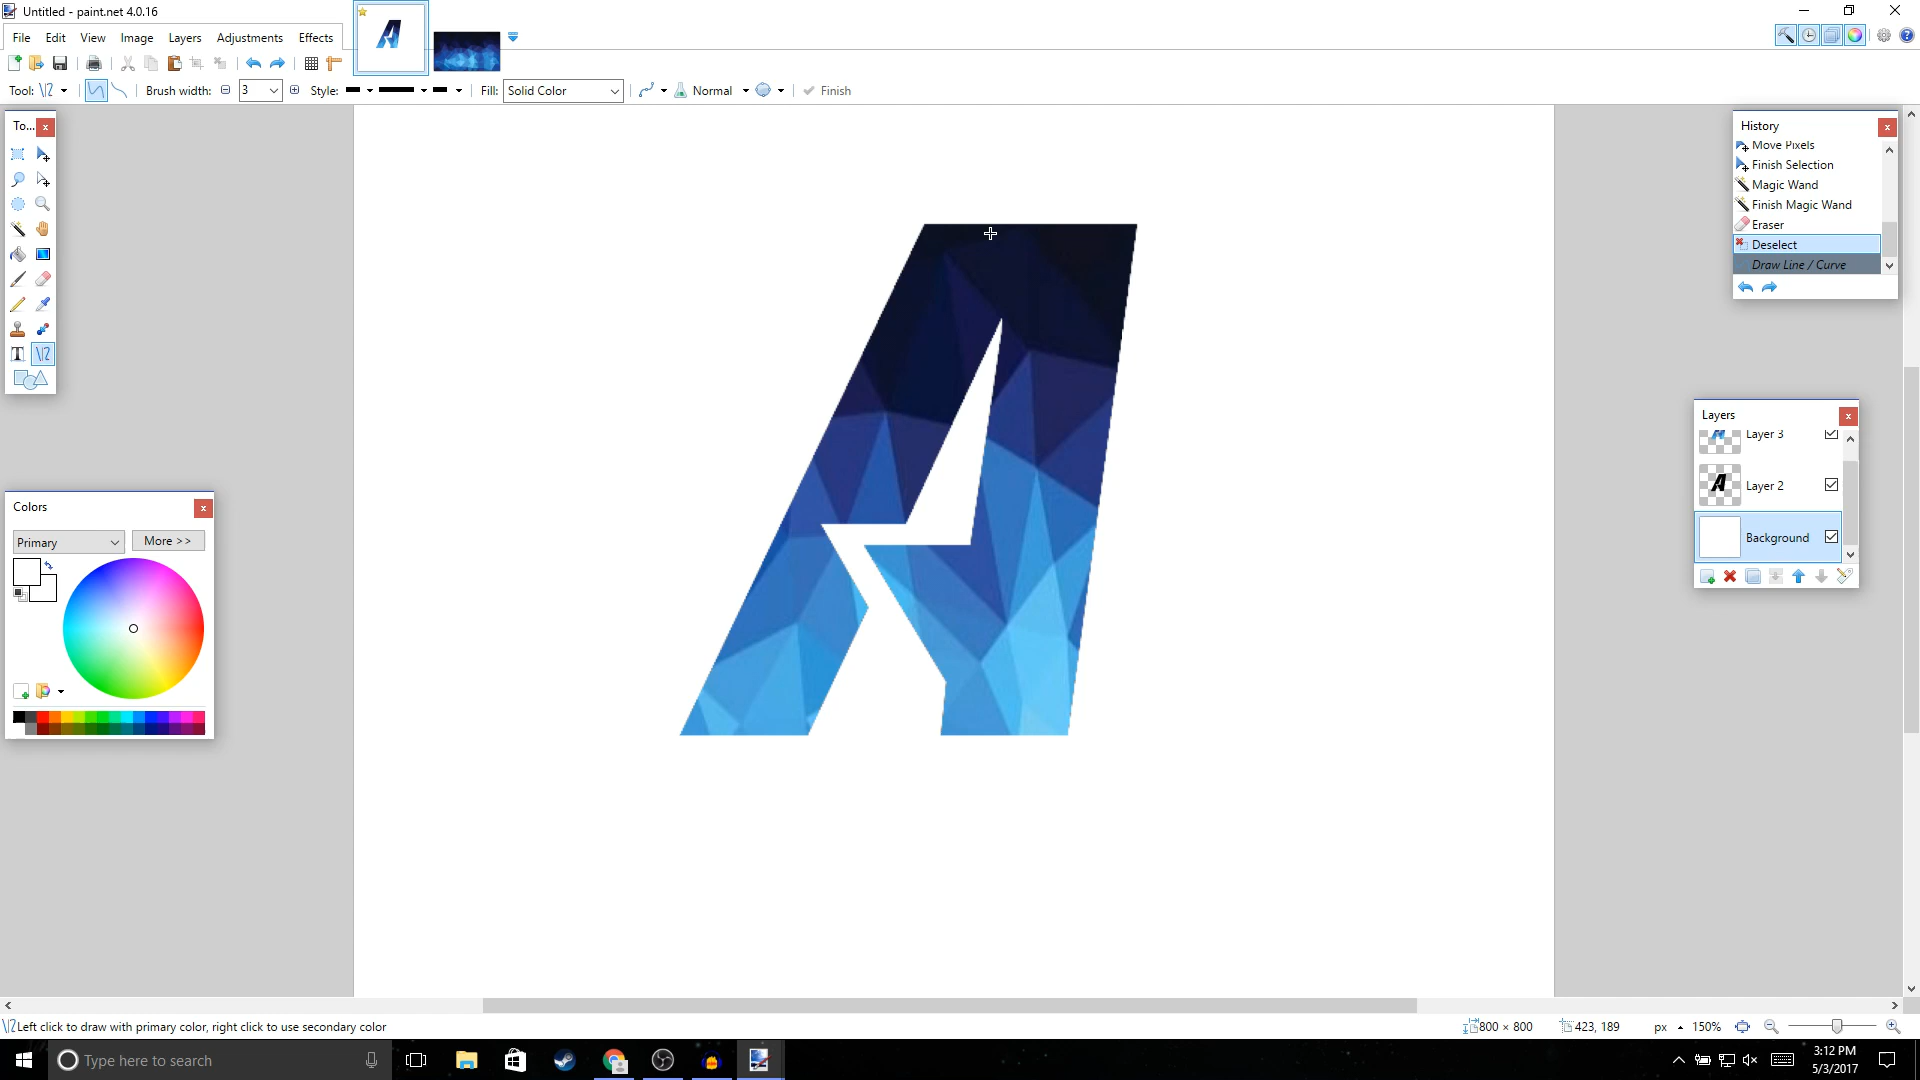 Untitled - paint.net 4.0.16
File Edit View Image Layers Adjustments Effects
Tool: Brush width: 3 Style: Fill: Solid Color Normal Finish
To...
History
Move Pixels
Finish Selection
Magic Wand
Finish Magic Wand
Eraser
Deselect
Draw Line / Curve
Layers
Layer 3
Layer 2
Background
Colors
Primary More >>
Left click to draw with primary color, right click to use secondary color
800 × 800 423, 189 px 150%
Type here to search
3:12 PM
5/3/2017